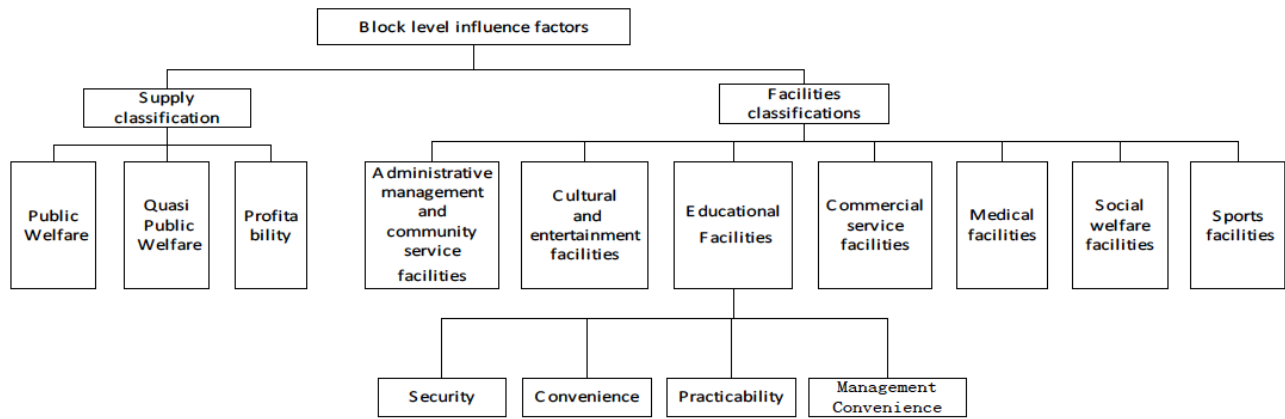 Block level influence factors
Supply
classification
Facilities
classifications
Public
Welfare
Quasi
Public
Welfare
Profita
bility
Administrative
management
and
community
service
facilities
Cultural
and
entertainment
facilities
Educational
Facilities
Commercial
service
facilities
Medical
facilities
Social
welfare
facilities
Sports
facilities
Security
Convenience
Practicability
Management
Convenience